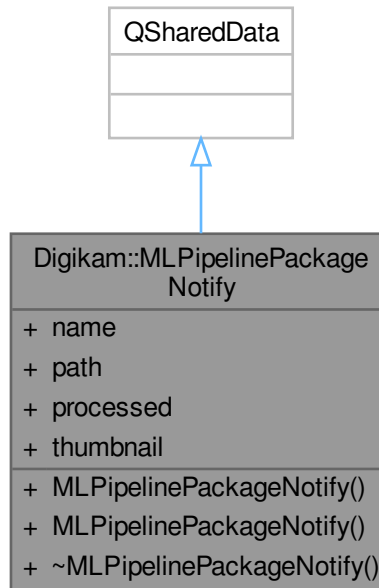 QSharedData
Digikam::MLPipelinePackage
Notify
+ name
+ path
+ processed
+ thumbnail
+ MLPipelinePackageNotify()
+ MLPipelinePackageNotify()
+ ~MLPipelinePackageNotify()